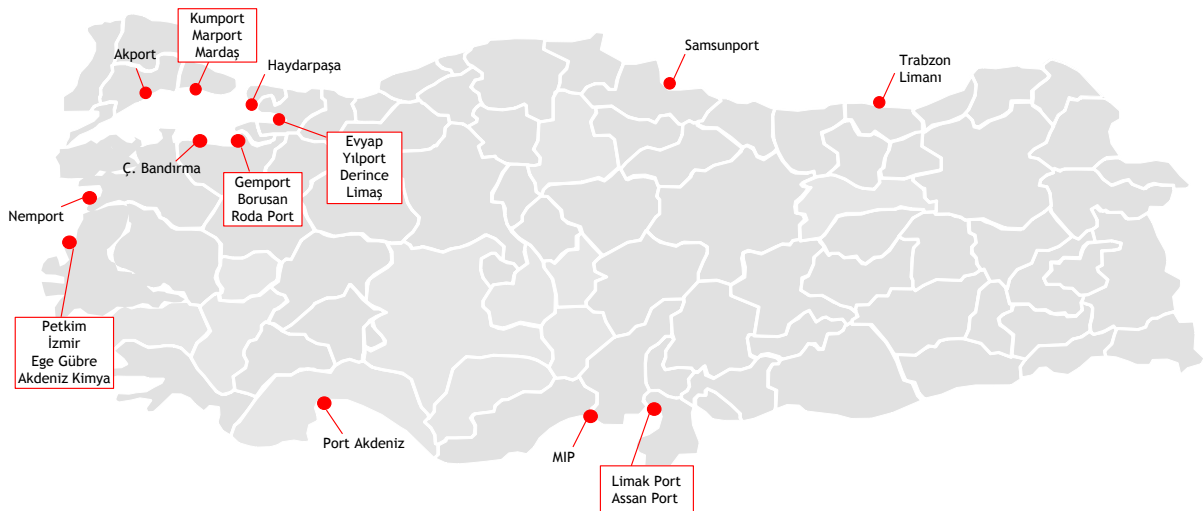 Kumport
Marport
Mardaş
Akport
Haydarpaşa
Samsunport
Trabzon
Limanı
Evyap
Yılport
Derince
Limaş
Ç. Bandırma
Gemport
Borusan
Roda Port
Nemport
Petkim
İzmir
Ege Gübre
Akdeniz Kimya
Port Akdeniz
MIP
Limak Port
Assan Port